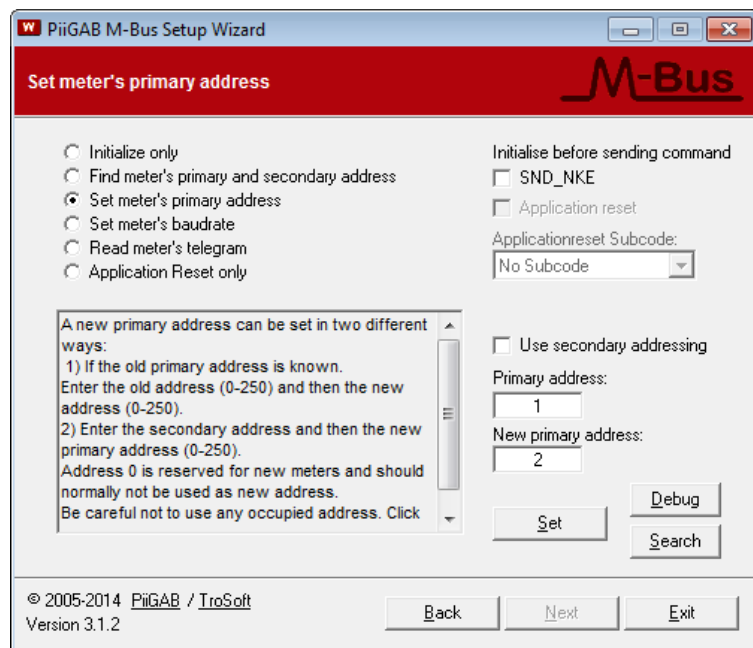 PiiGAB M-Bus Setup Wizard
Set meter's primary address
M-Bus
Initialize only
Find meter's primary and secondary address
Set meter's primary address
Set meter's baudrate
Read meter's telegram
Application Reset only
Initialise before sending command
SND_NKE
Application reset
Applicationreset Subcode:
No Subcode
A new primary address can be set in two different
ways:
1) If the old primary address is known.
Enter the old address (0-250) and then the new
address (0-250).
2) Enter the secondary address and then the new
primary address (0-250).
Address 0 is reserved for new meters and should
normally not be used as new address.
Be careful not to use any occupied address. Click
Use secondary addressing
Primary address:
1
New primary address:
2
Set
Debug
Search
© 2005-2014 PiiGAB / TroSoft
Version 3.1.2
Back
Next
Exit